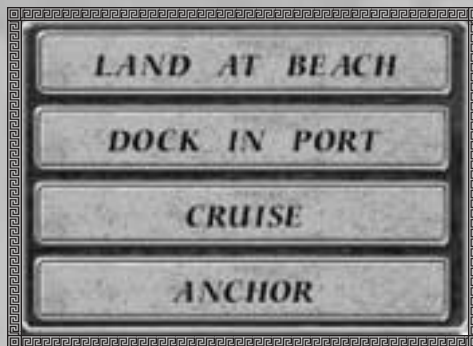 LAND AT BEACH
DOCK IN PORT
CRUISE
ANCHOR